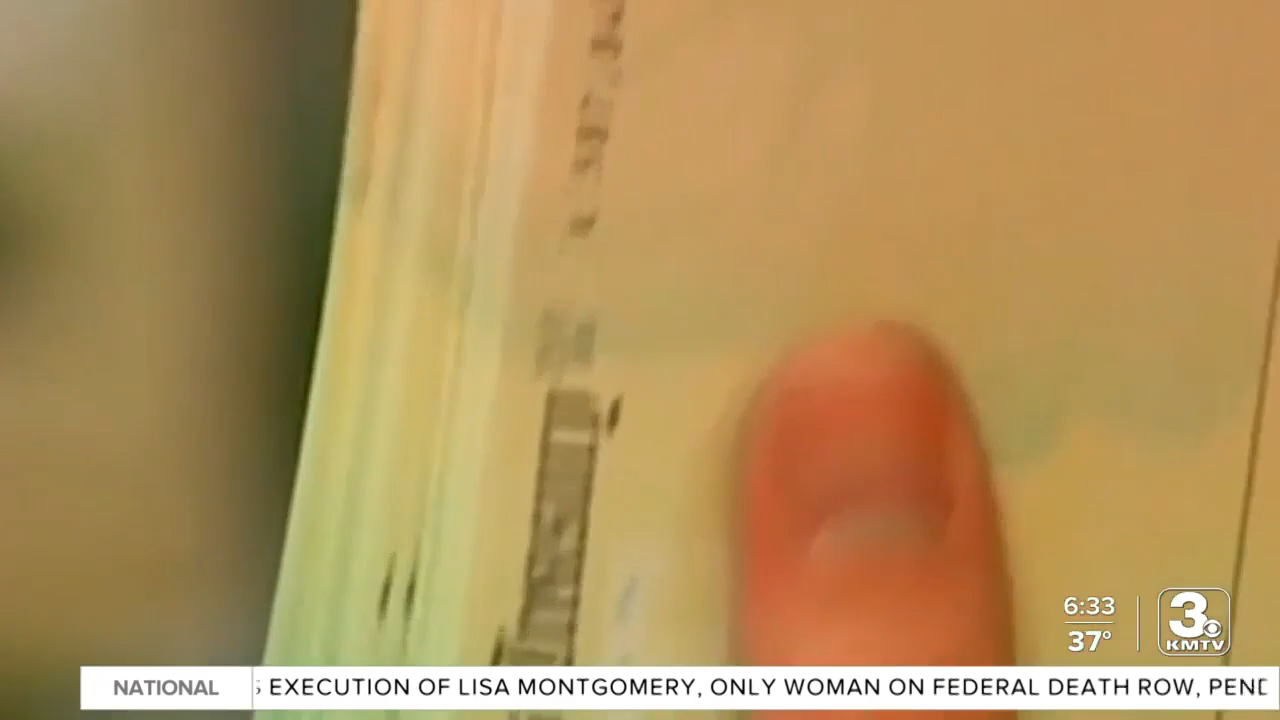 6:33
37°
3
KMTV
NATIONAL
EXECUTION OF LISA MONTGOMERY, ONLY WOMAN ON FEDERAL DEATH ROW, PEND